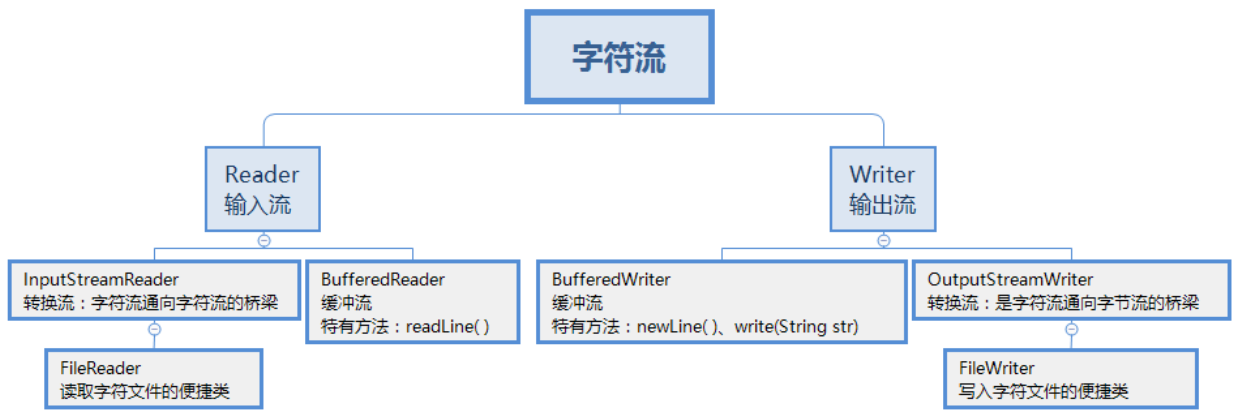 字符流
Reader
输入流
Writer
输出流
InputStreamReader
转换流：字符流通向字符流的桥梁
BufferedReader
缓冲流
特有方法：readLine( )
BufferedWriter
缓冲流
特有方法：newLine( )、write(String str)
OutputStreamWriter
转换流：是字符流通向字节流的桥梁
FileReader
读取字符文件的便捷类
FileWriter
写入字符文件的便捷类